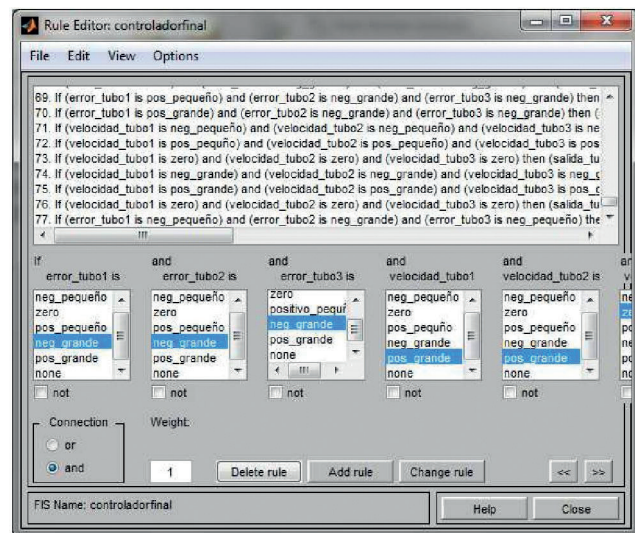 Rule Editor: controladorfinal
File Edit View Options
69. If (error_tubo1 is pos_pequeño) and (error_tubo2 is neg_grande) and (error_tubo3 is neg_grande) then
70. If (error_tubo1 is pos_grande) and (error_tubo2 is neg_grande) and (error_tubo3 is neg_grande) then (
71. If (velocidad_tubo1 is neg_pequeño) and (velocidad_tubo2 is neg_pequeño) and (velocidad_tubo3 is ne
72. If (velocidad_tubo1 is pos_pequño) and (velocidad_tubo2 is pos_pequeño) and (velocidad_tubo3 is pos
73. If (velocidad_tubo1 is zero) and (velocidad_tubo2 is zero) and (velocidad_tubo3 is zero) then (salida_tu
74. If (velocidad_tubo1 is neg_grande) and (velocidad_tubo2 is neg_grande) and (velocidad_tubo3 is neg_g
75. If (velocidad_tubo1 is pos_grande) and (velocidad_tubo2 is pos_grande) and (velocidad_tubo3 is pos_g
76. If (velocidad_tubo1 is zero) and (velocidad_tubo2 is zero) and (velocidad_tubo3 is zero) then (salida_tu
77. If (error_tubo1 is neg_pequeño) and (error_tubo2 is neg_grande) and (error_tubo3 is neg_pequeño) the
If and and and and an
error_tubo1 is error_tubo2 is error_tubo3 is velocidad_tubo1 velocidad_tubo2 is v
neg_pequeño neg_pequeño zero neg_pequeño neg_pequeño ne
zero zero positivo_pequñ zero zero ze
pos_pequeño pos_pequeño neg_grande pos_pequño pos_pequeño po
neg_grande neg_grande pos_grande neg_grande neg_grande ne
pos_grande pos_grande none pos_grande pos_grande po
none none none none no
not not not not not
Connection Weight:
or
and 1 Delete rule Add rule Change rule << >>
FIS Name: controladorfinal Help Close